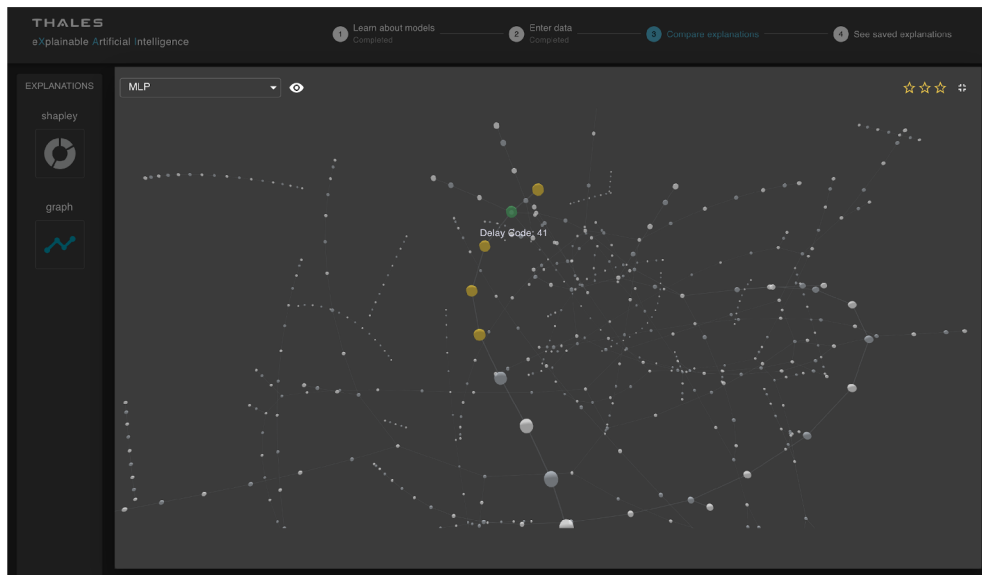 THALES
eXplainable Artificial Intelligence
1 Learn about models
Completed
2 Enter data
Completed
3 Compare explanations
4 See saved explanations
EXPLANATIONS
shapley
graph
MLP
Delay Code: 41